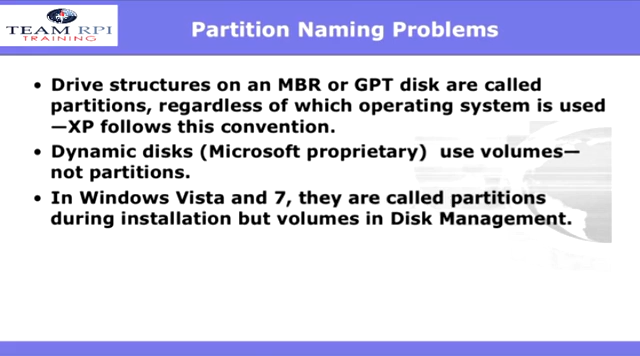 TEAM RPI
TRAINING
Partition Naming Problems
• Drive structures on an MBR or GPT disk are called
partitions, regardless of which operating system is used
—XP follows this convention.
• Dynamic disks (Microsoft proprietary)  use volumes—
not partitions.
• In Windows Vista and 7, they are called partitions
during installation but volumes in Disk Management.